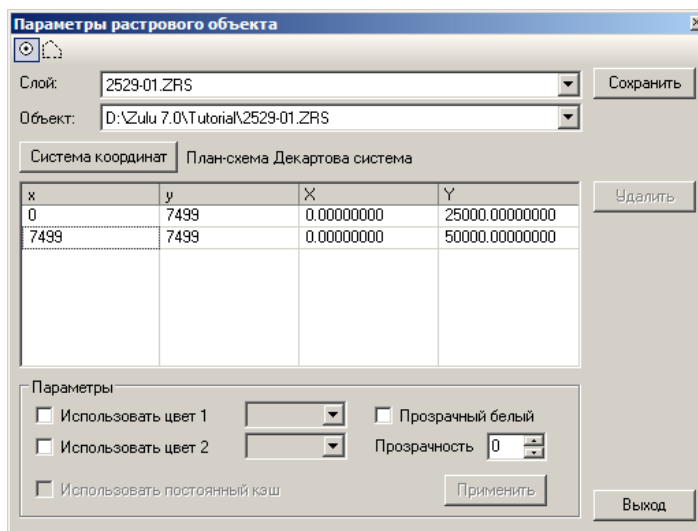 Параметры растрового объекта
Слой: 2529-01.ZRS Сохранить
Объект: D:\Zulu 7.0\Tutorial\2529-01.ZRS
Система координат План-схема Декартова система
x y X Y Удалить
0 7499 0.00000000 25000.00000000
7499 7499 0.00000000 50000.00000000
Параметры
Использовать цвет 1 Прозрачный белый
Использовать цвет 2 Прозрачность 0
Использовать постоянный кэш Применить
Выход